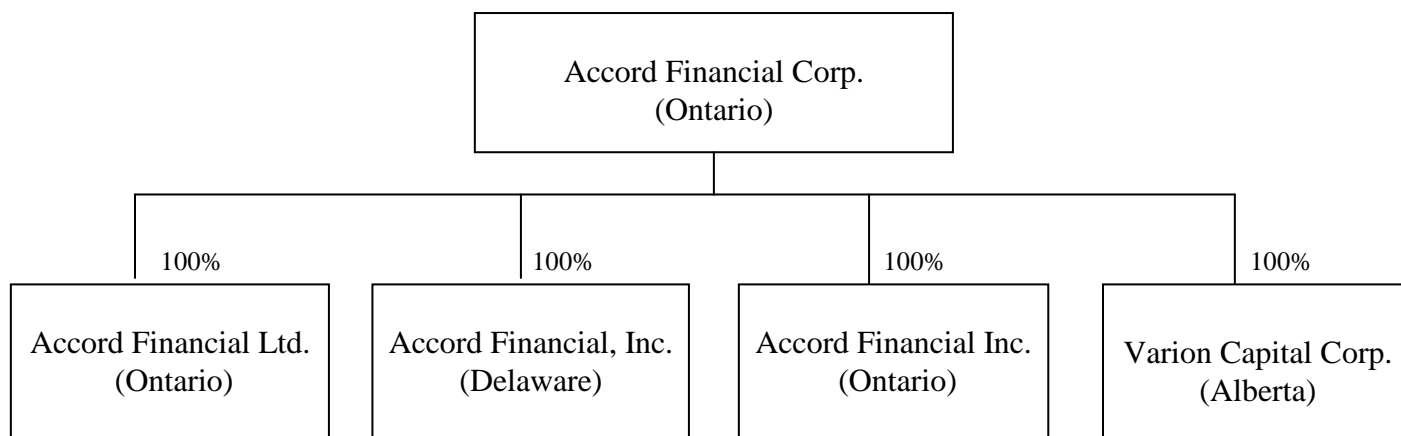 Accord Financial Corp.
(Ontario)
100%
100%
100%
100%
Accord Financial Ltd.
(Ontario)
Accord Financial, Inc.
(Delaware)
Accord Financial Inc.
(Ontario)
Varion Capital Corp.
(Alberta)